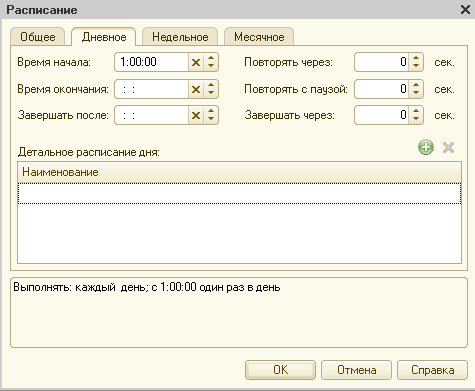 Расписание
Общее Дневное Недельное Месячное
Время начала: 1:00:00 Повторять через: 0 сек.
Время окончания: : : Повторять с паузой: 0 сек.
Завершать после: : : Завершать через: 0 сек.
Детальное расписание дня:
Наименование
Выполнять: каждый день; с 1:00:00 один раз в день
OK Отмена Справка